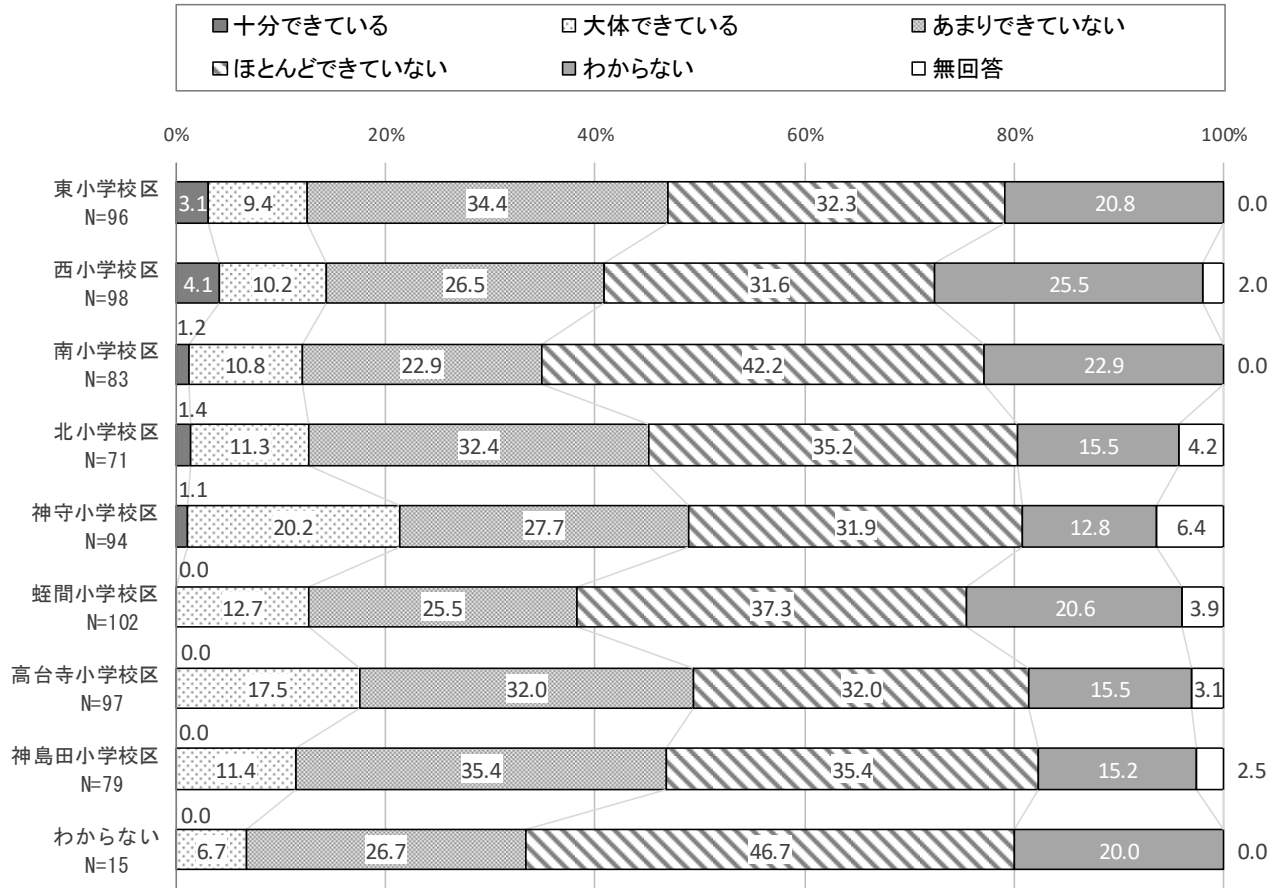 十分できている 大体できている あまりできていない
ほとんどできていない わからない 無回答
0% 20% 40% 60% 80% 100%
東小学校区
N=96
3.1 9.4 34.4 32.3 20.8 0.0
西小学校区
N=98
4.1 10.2 26.5 31.6 25.5 2.0
1.2
南小学校区
N=83
10.8 22.9 42.2 22.9 0.0
1.4
北小学校区
N=71
11.3 32.4 35.2 15.5 4.2
1.1
神守小学校区
N=94
20.2 27.7 31.9 12.8 6.4
0.0
蛭間小学校区
N=102
12.7 25.5 37.3 20.6 3.9
0.0
高台寺小学校区
N=97
17.5 32.0 32.0 15.5 3.1
0.0
神島田小学校区
N=79
11.4 35.4 35.4 15.2 2.5
0.0
わからない
N=15
6.7 26.7 46.7 20.0 0.0